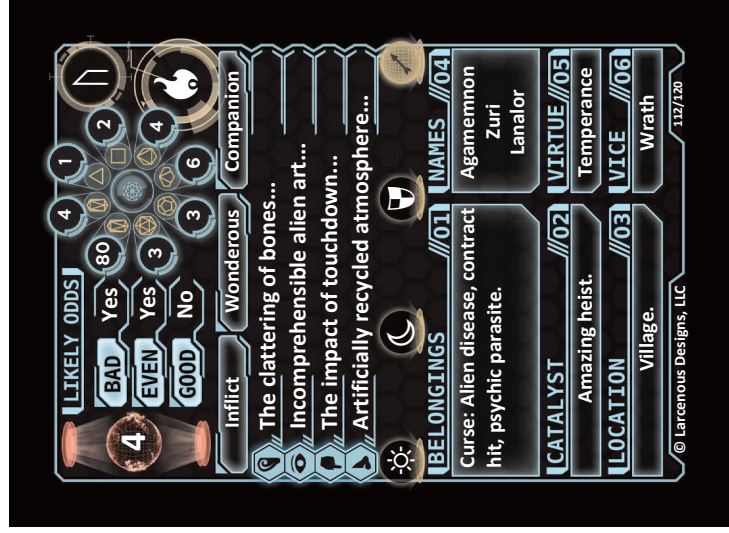 4
LIKELY ODDS
BAD Yes
EVEN Yes
GOOD No
1
2
4
6
3
3
80
4
Inflict Wonderous Companion
The clattering of bones...
Incomprehensible alien art...
The impact of touchdown...
Artificially recycled atmosphere...
BELONGINGS //01
Curse: Alien disease, contract
hit, psychic parasite.
NAMES //04
Agamemnon
Zuri
Lanalor
CATALYST //02
Amazing heist.
VIRTUE //05
Temperance
LOCATION //03
Village.
VICE //06
Wrath
© Larcenous Designs, LLC
112/120